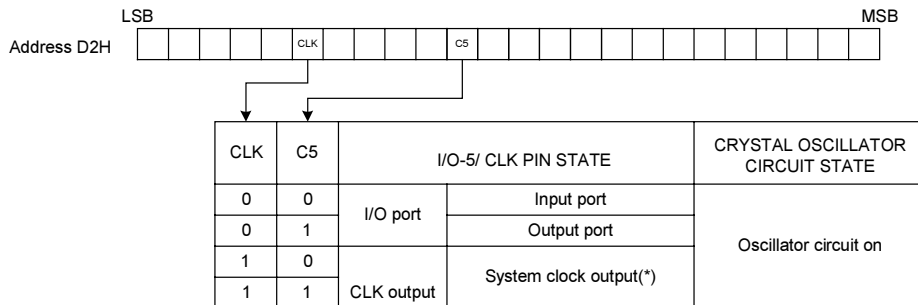 LSB MSB
Address D2H CLK C5
CLK C5 I/O-5/ CLK PIN STATE CRYSTAL OSCILLATOR
CIRCUIT STATE
0 0 I/O port Input port Oscillator circuit on
0 1 Output port
1 0 CLK output System clock output(*)
1 1